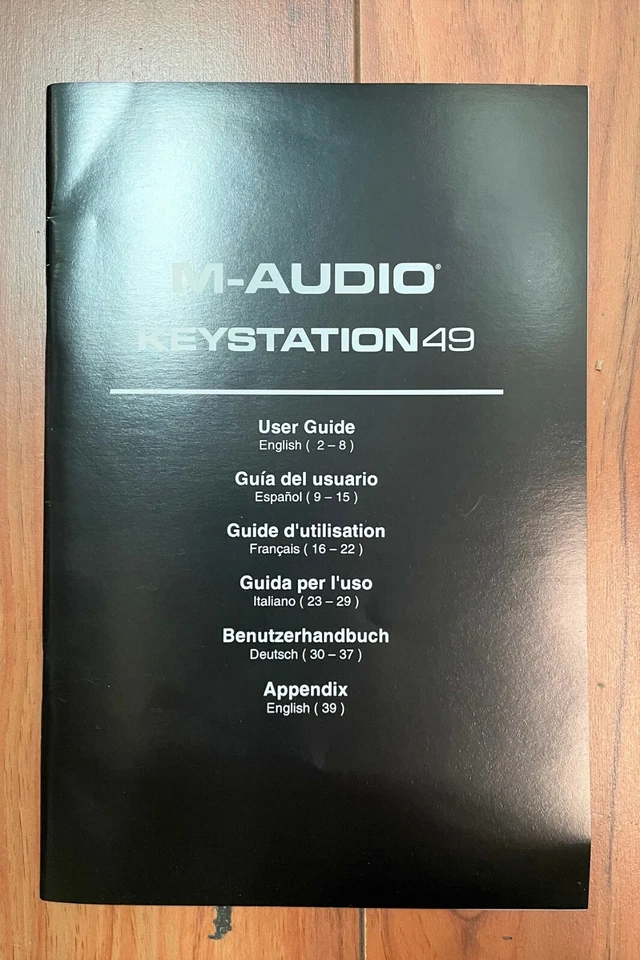 M-AUDIO®
KEYSTATION49
User Guide
English ( 2 – 8 )
Guía del usuario
Español ( 9 – 15 )
Guide d'utilisation
Français ( 16 – 22 )
Guida per l'uso
Italiano ( 23 – 29 )
Benutzerhandbuch
Deutsch ( 30 – 37 )
Appendix
English ( 39 )